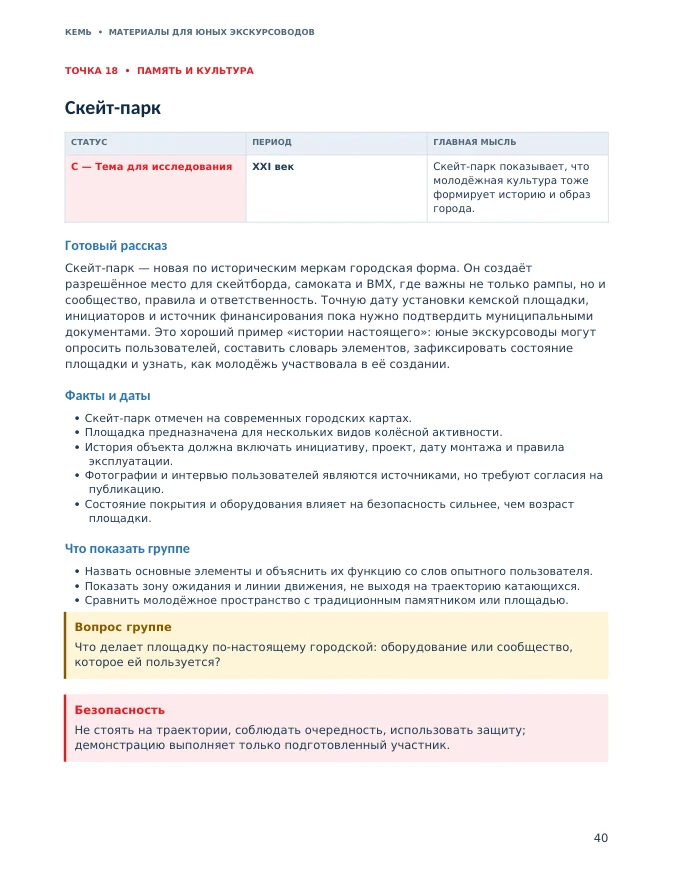 КЕМЬ • МАТЕРИАЛЫ ДЛЯ ЮНЫХ ЭКСКУРСОВОДОВ
ТОЧКА 18 • ПАМЯТЬ И КУЛЬТУРА
Скейт-парк
СТАТУС ПЕРИОД ГЛАВНАЯ МЫСЛЬ
С — Тема для исследования XXI век Скейт-парк показывает, что
молодёжная культура тоже
формирует историю и образ
города.
Готовый рассказ
Скейт-парк — новая по историческим меркам городская форма. Он создаёт
разрешённое место для скейтборда, самоката и BMX, где важны не только рампы, но и
сообщество, правила и ответственность. Точную дату установки кемской площадки,
инициаторов и источник финансирования пока нужно подтвердить муниципальными
документами. Это хороший пример «истории настоящего»: юные экскурсоводы могут
опросить пользователей, составить словарь элементов, зафиксировать состояние
площадки и узнать, как молодёжь участвовала в её создании.
Факты и даты
• Скейт-парк отмечен на современных городских картах.
• Площадка предназначена для нескольких видов колёсной активности.
• История объекта должна включать инициативу, проект, дату монтажа и правила
эксплуатации.
• Фотографии и интервью пользователей являются источниками, но требуют согласия на
публикацию.
• Состояние покрытия и оборудования влияет на безопасность сильнее, чем возраст
площадки.
Что показать группе
• Назвать основные элементы и объяснить их функцию со слов опытного пользователя.
• Показать зону ожидания и линии движения, не выходя на траекторию катающихся.
• Сравнить молодёжное пространство с традиционным памятником или площадью.
Вопрос группе
Что делает площадку по-настоящему городской: оборудование или сообщество,
которое ей пользуется?
Безопасность
Не стоять на траектории, соблюдать очередность, использовать защиту;
демонстрацию выполняет только подготовленный участник.
40